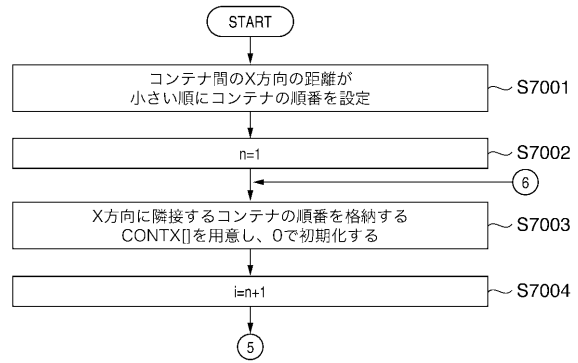 START
コンテナ間のX方向の距離が
小さい順にコンテナの順番を設定
S7001
n=1
S7002
6
X方向に隣接するコンテナの順番を格納する
CONTX[]を用意し、0で初期化する
S7003
i=n+1
S7004
5